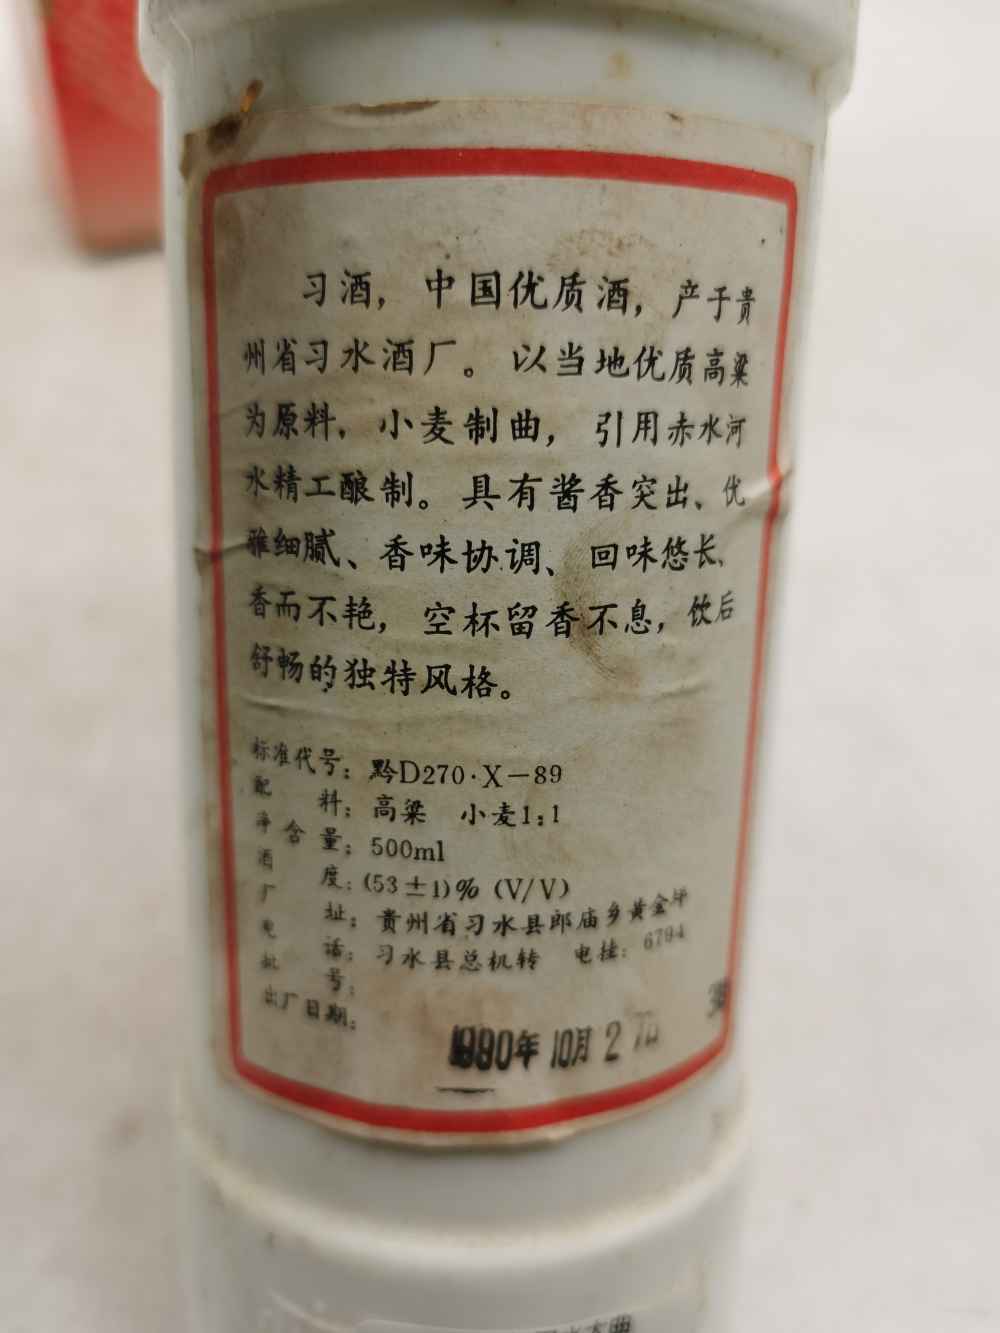 习酒，中国优质酒，产于贵
州省习水酒厂。以当地优质高粱
为原料，小麦制曲，引用赤水河
水精工酿制。具有酱香突出、优
雅细腻、香味协调、回味悠长、
香而不艳，空杯留香不息，饮后
舒畅的独特风格。
标准代号：黔D270·X－89
配料：高粱 小麦1:1
净含量：500ml
酒度：(53±1)%（V/V）
厂址：贵州省习水县郎庙乡黄金坪
电话：习水县总机转 电挂：6794
批号：
出厂日期：
1990年 10月 2